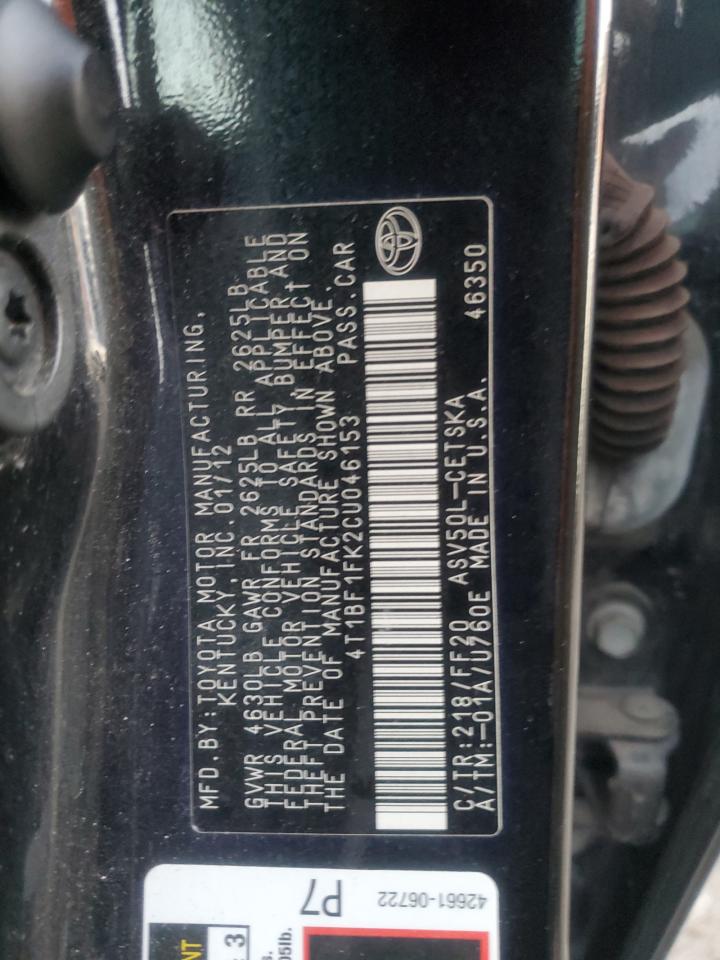 MFD.BY:TOYOTA MOTOR MANUFACTURING,
KENTUCKY, INC.01/12
GVWR 4630LB GAWR FR 2625LB RR 2625LB
THIS VEHICLE CONFORMS TO ALL APPLICABLE
FEDERAL MOTOR VEHICLE SAFETY,BUMPER,AND
THEFT PREVENTION STANDARDS IN EFFECT ON
THE DATE OF MANUFACTURE SHOWN ABOVE.
4T1BF1FK2CU046153 PASS.CAR
C/TR:218/FF20 ASV50L-CETSKA
A/TM:-01A/U760E MADE IN U.S.A. 46350
P7
42661-06722
3